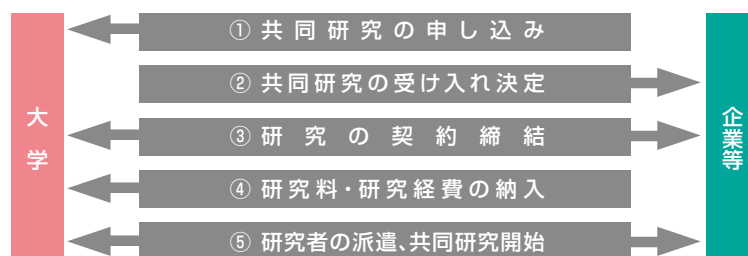 大学
① 共同研究の申し込み
② 共同研究の受け入れ決定
③ 研究の契約締結
④ 研究料・研究経費の納入
⑤ 研究者の派遣、共同研究開始
企業等